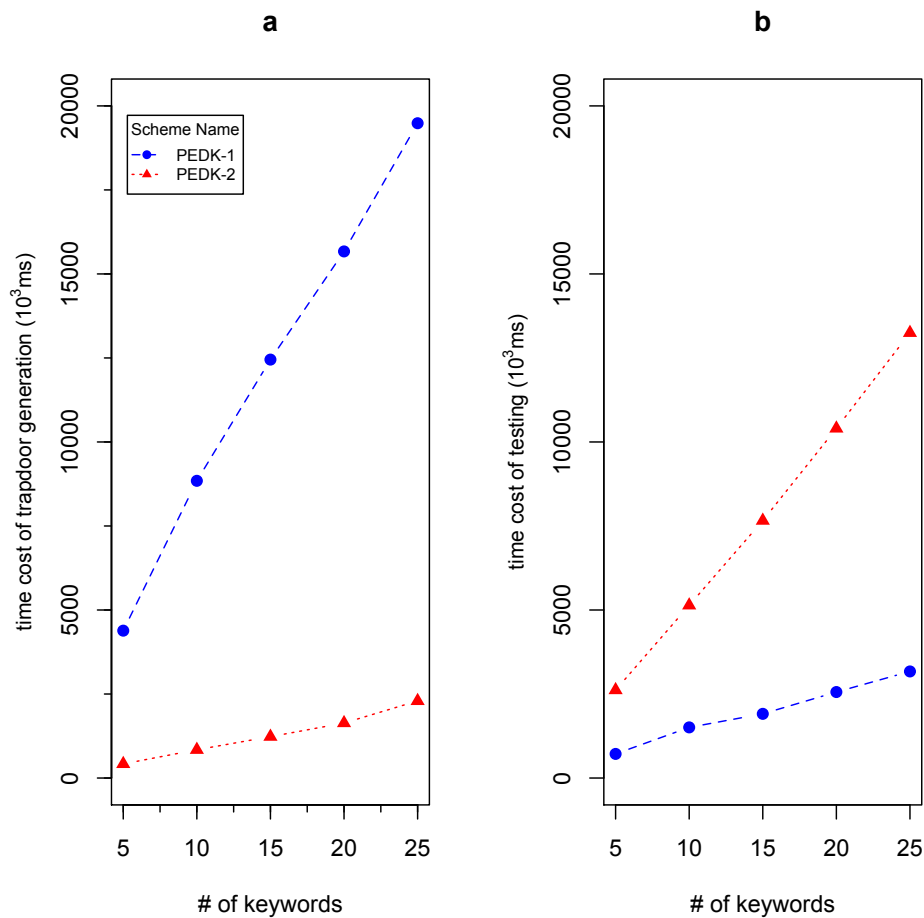 a
time cost of trapdoor generation (10³ms)
20000
15000
10000
5000
0
Scheme Name
PEDK-1
PEDK-2
5 10 15 20 25
# of keywords
b
time cost of testing (10³ms)
20000
15000
10000
5000
0
5 10 15 20 25
# of keywords